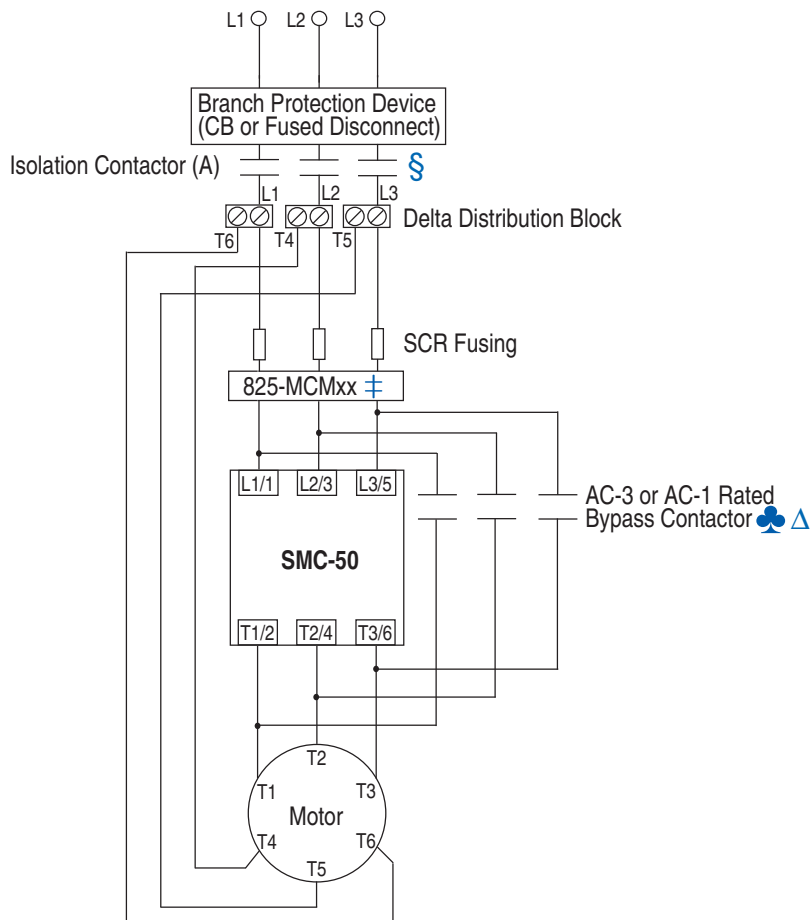 L1 L2 L3
Branch Protection Device
(CB or Fused Disconnect)
Isolation Contactor (A)
§
L1 L2 L3
Delta Distribution Block
T6 T4 T5
SCR Fusing
825-MCMxx ‡
L1/1 L2/3 L3/5
AC-3 or AC-1 Rated
Bypass Contactor ♣ Δ
SMC-50
T1/2 T2/4 T3/6
T2
T1 T3
Motor
T4 T6
T5